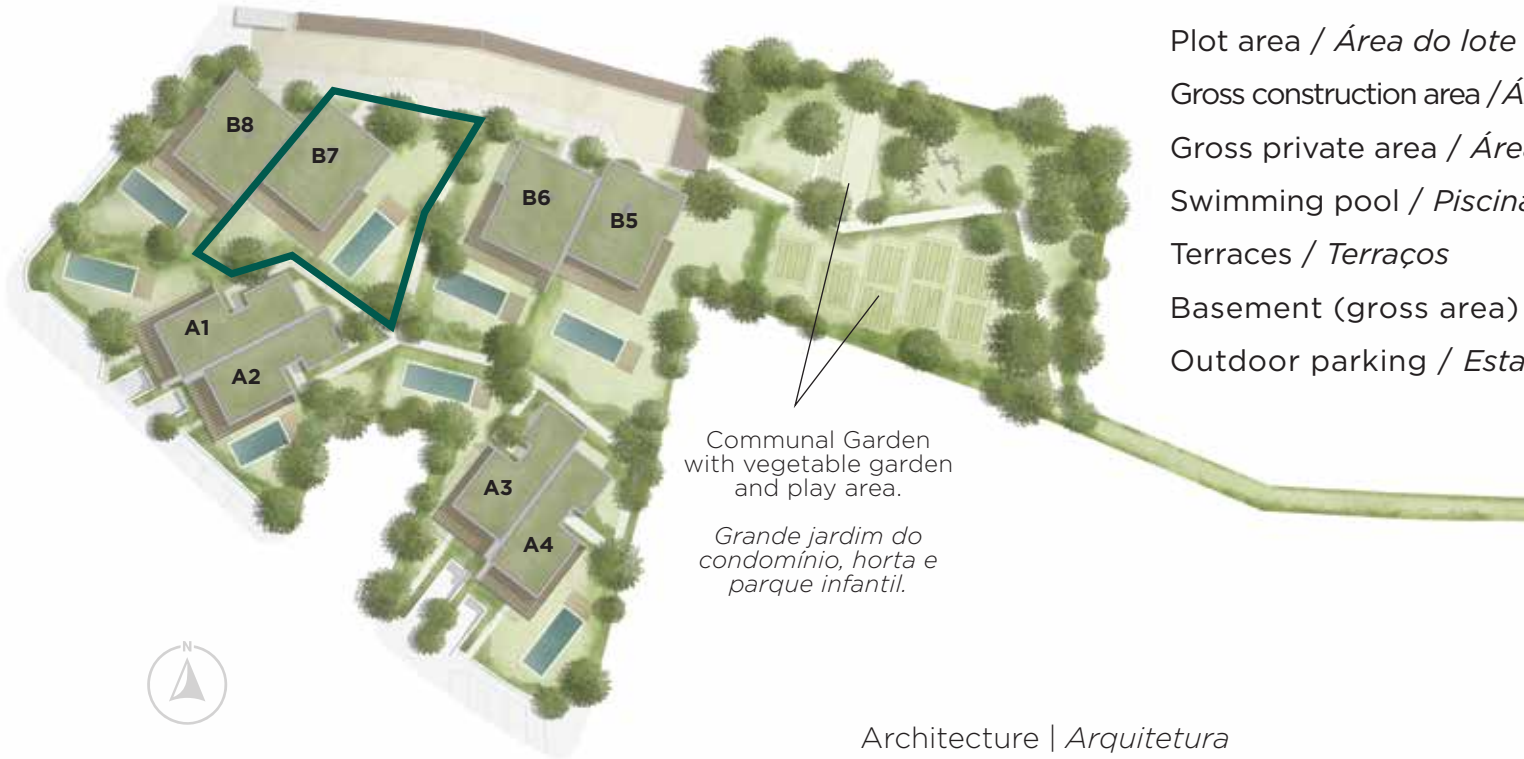 B8
B7
B6
B5
A1
A2
A3
A4
N
Communal Garden
with vegetable garden
and play area.
Grande jardim do
condomínio, horta e
parque infantil.
Plot area / Área do lote
Gross construction area /Á
Gross private area / Área
Swimming pool / Piscina
Terraces / Terraços
Basement (gross area)
Outdoor parking / Esta
Architecture | Arquitetura